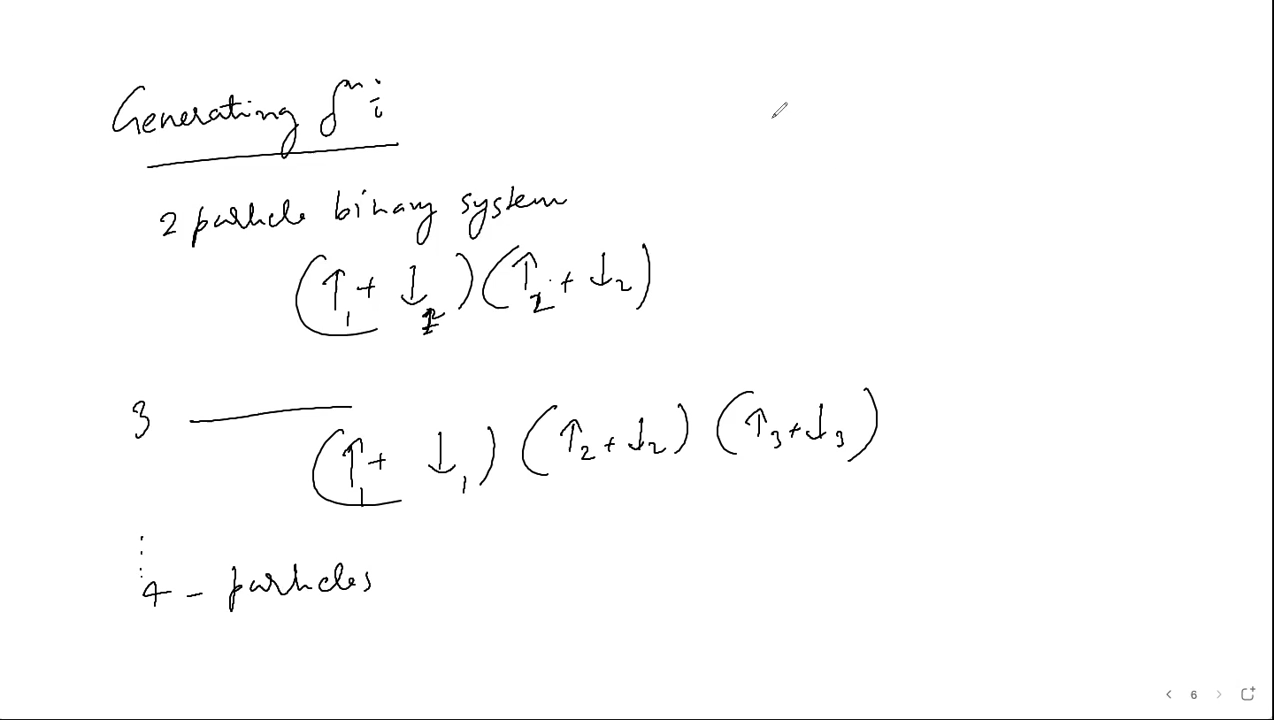 Generating fⁿ :
2 particle binary system
(↑₁ + ↓₁)(↑₂ + ↓₂)
3 ———
(↑₁ + ↓₁)(↑₂ + ↓₂)(↑₃ + ↓₃)
⋮
4 - particles
6